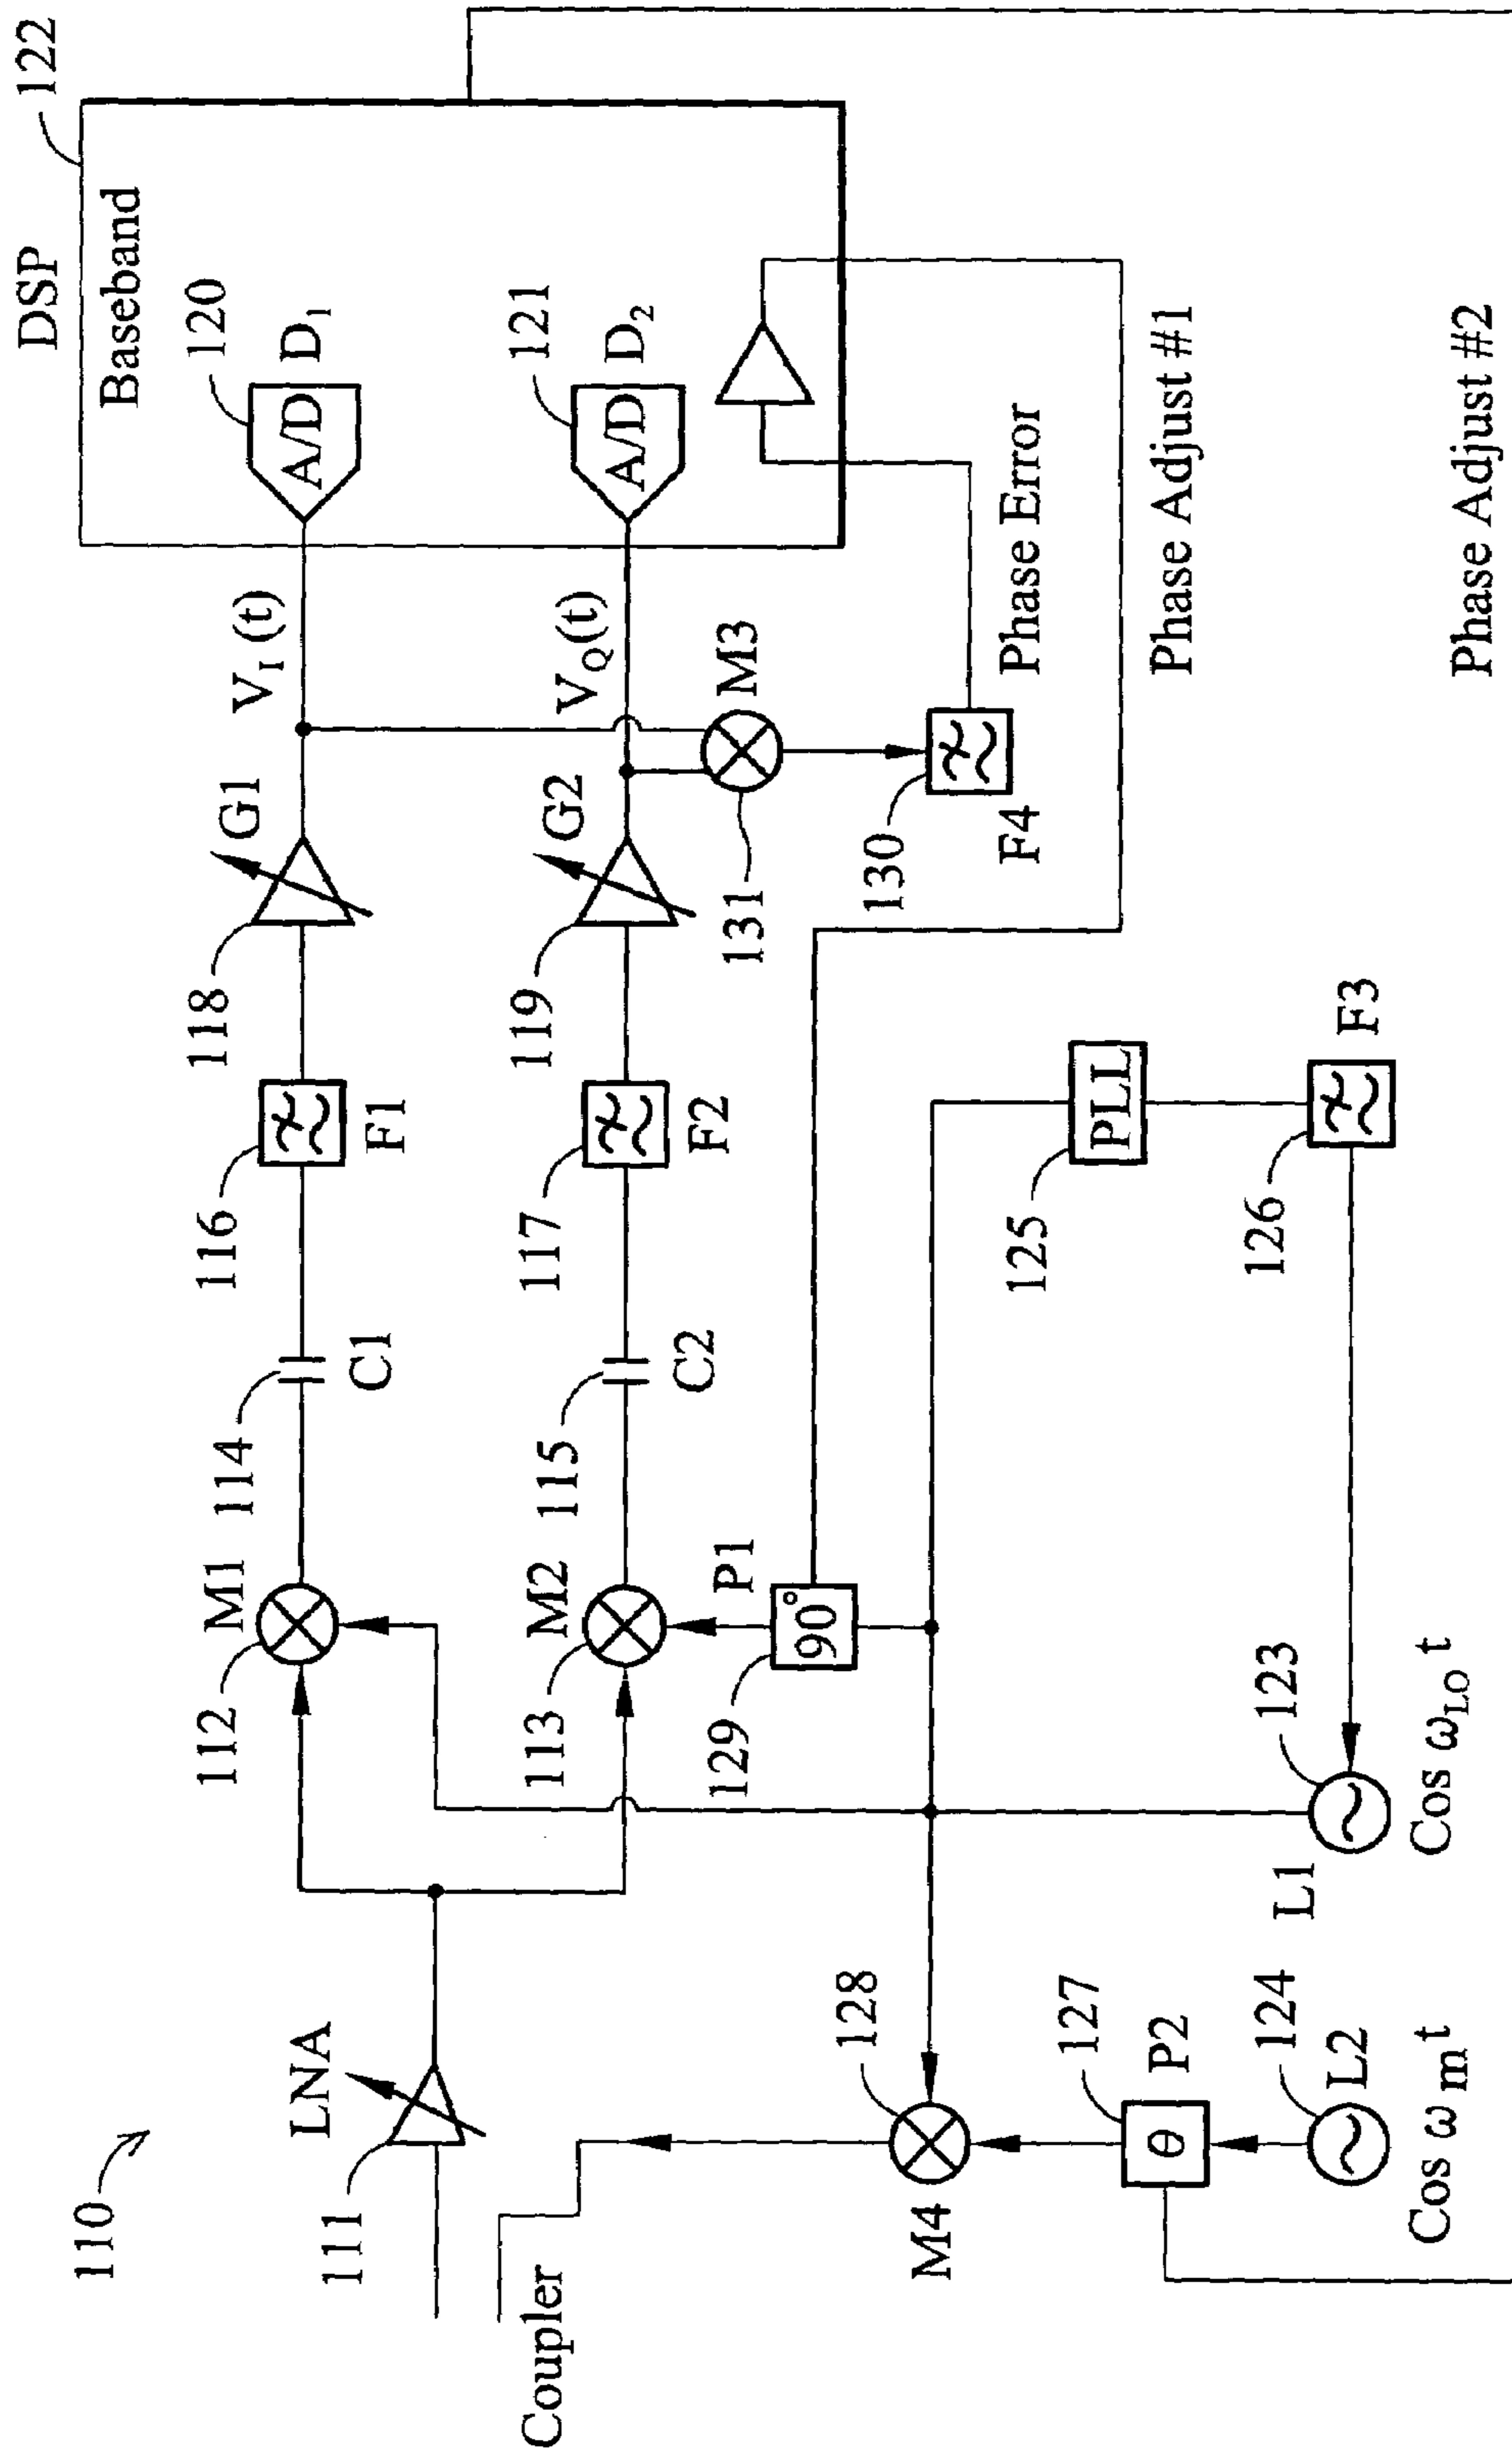 110
DSP
122
Baseband
LNA
111
112
M1
114
C1
116
F1
118
G1
V_I (t)
120
A/D
D_1
113
M2
115
C2
117
F2
119
G2
V_Q(t)
121
A/D
D_2
Coupler
129
90°
P1
131
M3
M4
128
130
F4
Phase Error
125
PLL
Phase Adjust #1
127
θ
P2
126
F3
124
L2
Cos ω_m t
L1
123
Cos ω_LO t
Phase Adjust #2